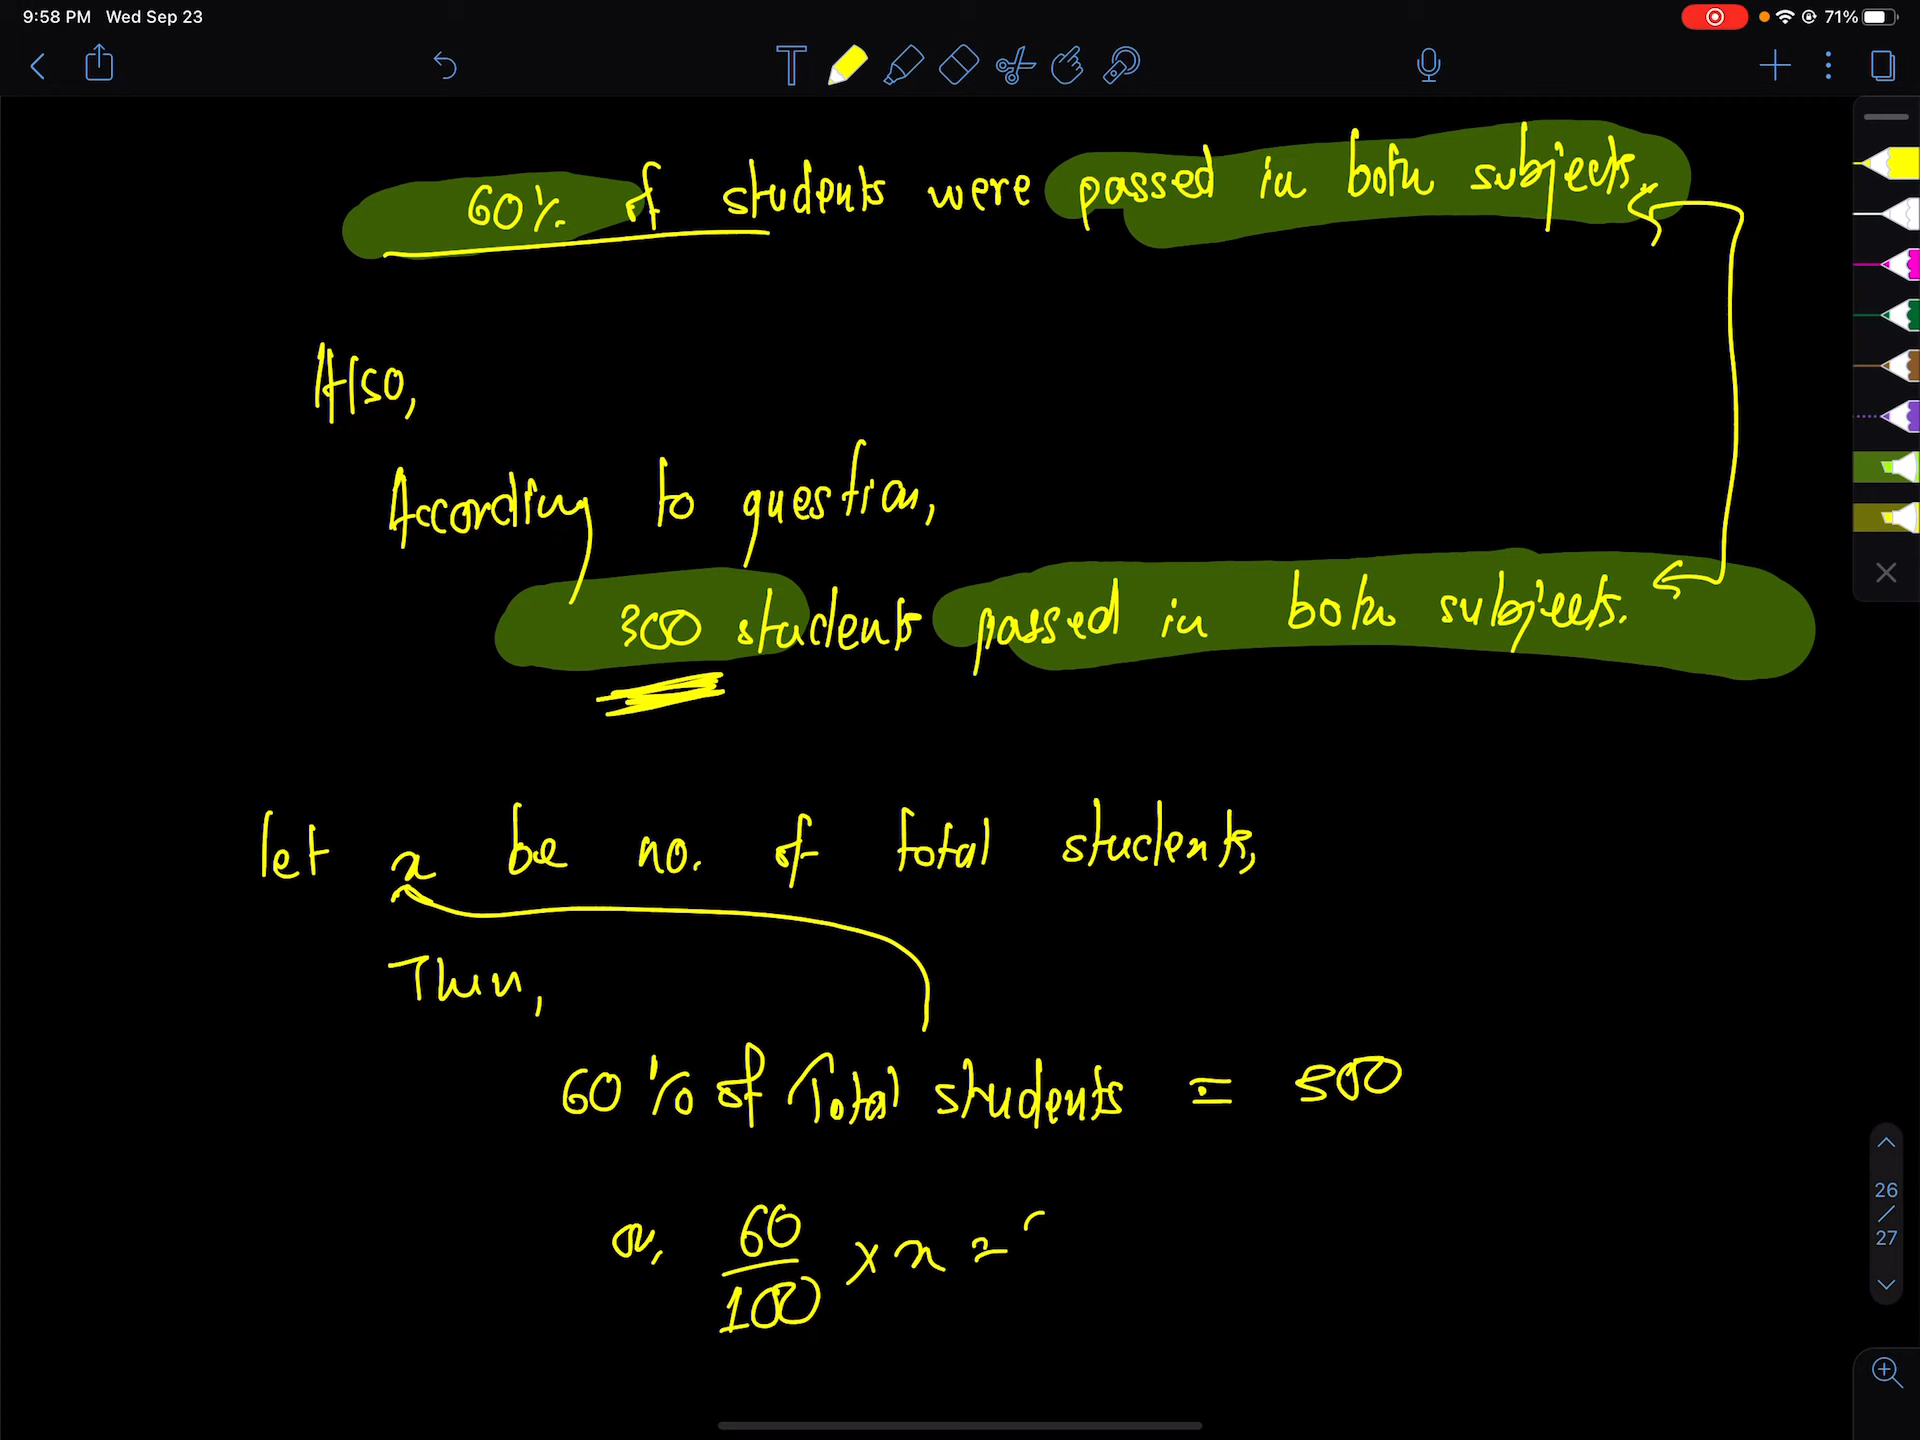 9:58 PM Wed Sep 23
71%
T
60% of students were passed in both subjects.
Also,
According to question,
300 students passed in both subjects.
let x be no. of total students,
Then,
60% of Total students = 300
or, 60/100 × x =
26
/
27